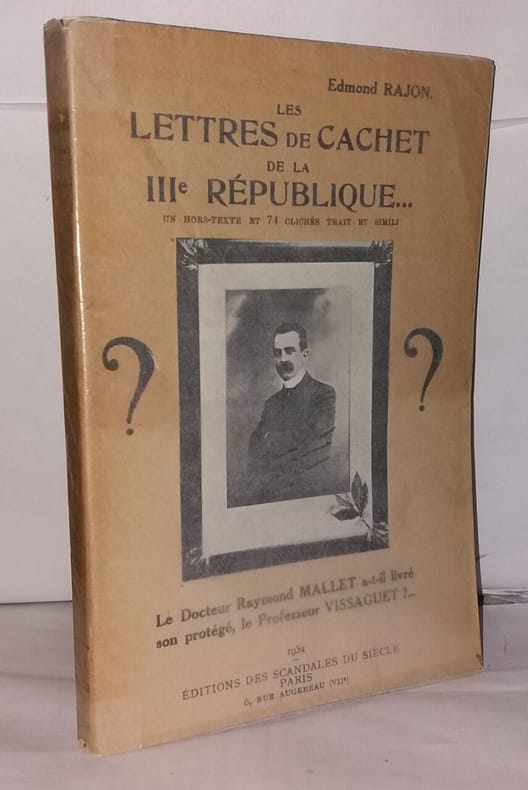 Edmond RAJON.
LES
LETTRES DE CACHET
DE LA
IIIe RÉPUBLIQUE...
UN HORS-TEXTE ET 74 CLICHÉS TRAIT ET SIMILI
? ?
Le Docteur Raymond MALLET a-t-il livré
son protégé, le Professeur VISSAGUET ?...
1932
ÉDITIONS DES SCANDALES DU SIÈCLE
PARIS
6, RUE AUGEREAU (VIIe)